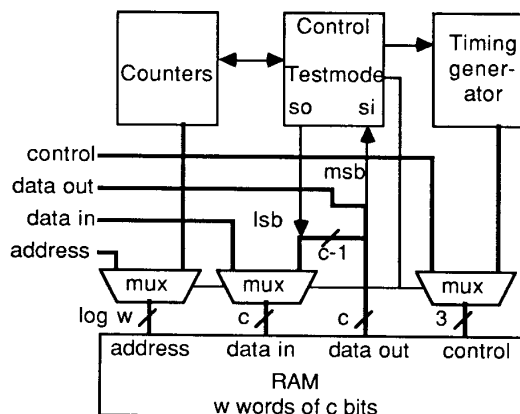 Counters
Control
Testmode
so si
Timing
gener-
ator
control
data out
data in
address
msb
lsb
c-1
mux
mux
mux
log w
c
c
3
address
data in
data out
control
RAM
w words of c bits